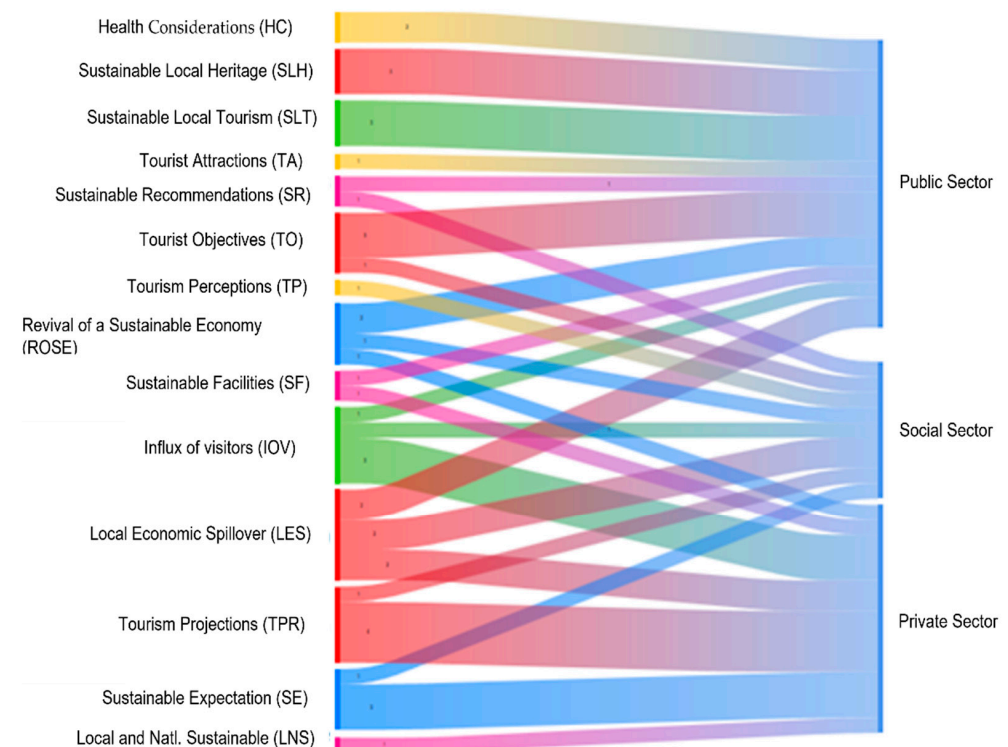 Health Considerations (HC)
Sustainable Local Heritage (SLH)
Sustainable Local Tourism (SLT)
Tourist Attractions (TA)
Sustainable Recommendations (SR)
Tourist Objectives (TO)
Tourism Perceptions (TP)
Revival of a Sustainable Economy
(ROSE)
Sustainable Facilities (SF)
Influx of visitors (IOV)
Local Economic Spillover (LES)
Tourism Projections (TPR)
Sustainable Expectation (SE)
Local and Natl. Sustainable (LNS)
Public Sector
Social Sector
Private Sector